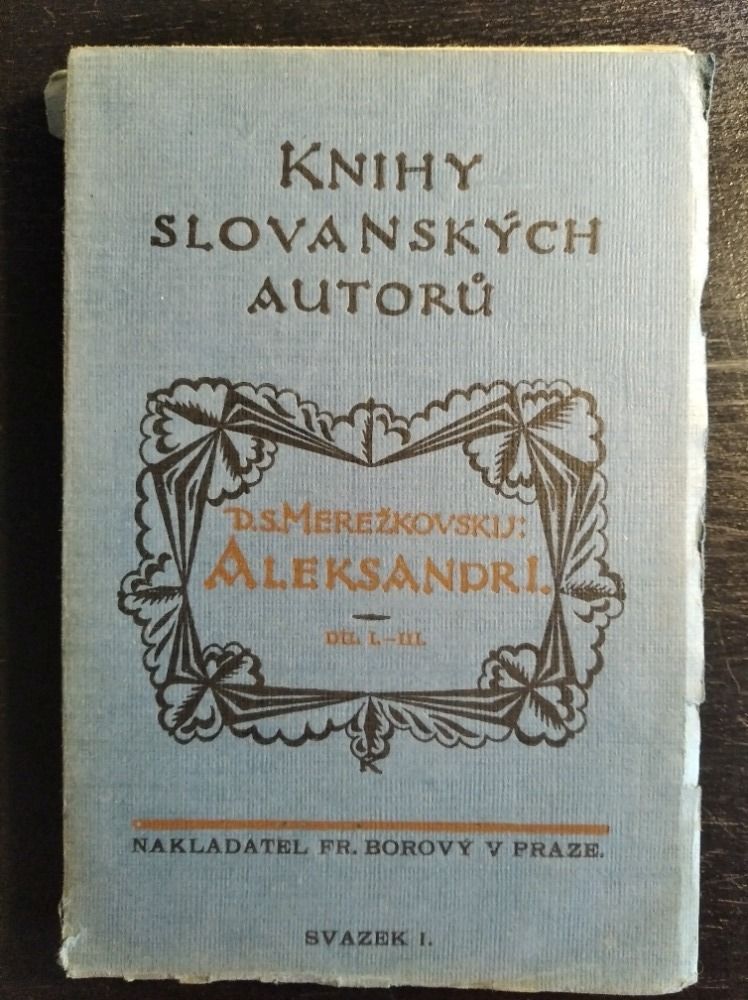 KNIHY
SLOVANSKÝCH
AUTORŮ
D.S.MEREŽKOVSKIJ:
ALEKSANDR I.
DÍL I.–III.
K
NAKLADATEL FR. BOROVÝ V PRAZE.
SVAZEK I.